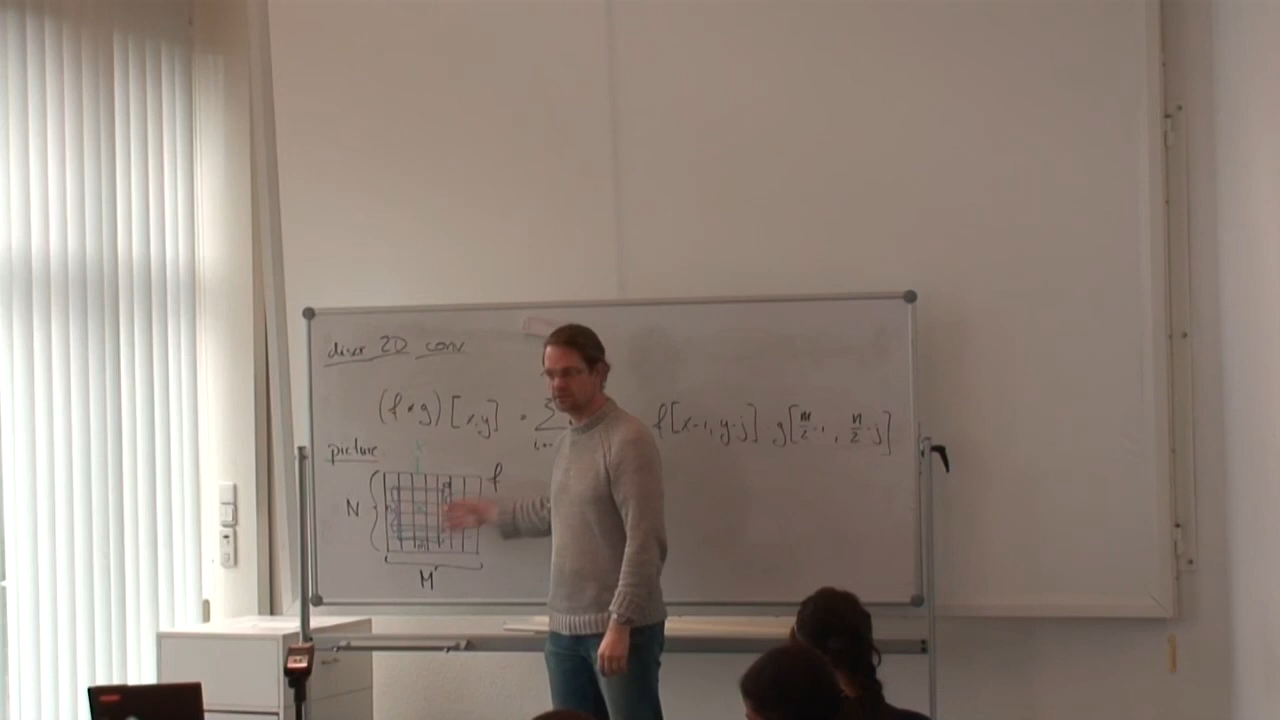 discr 2D conv
(f * g) [x,y] = Σ f[x-i, y-j] · g[m/2 - i, n/2 - j]
i=
picture
f
N
m
M